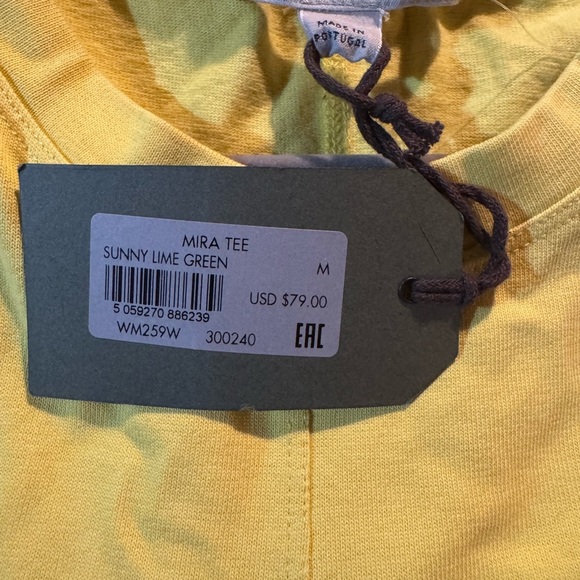 MADE IN
PORTUGAL
MIRA TEE
SUNNY LIME GREEN
M
USD $79.00
5 059270 886239
WM259W 300240
EAC